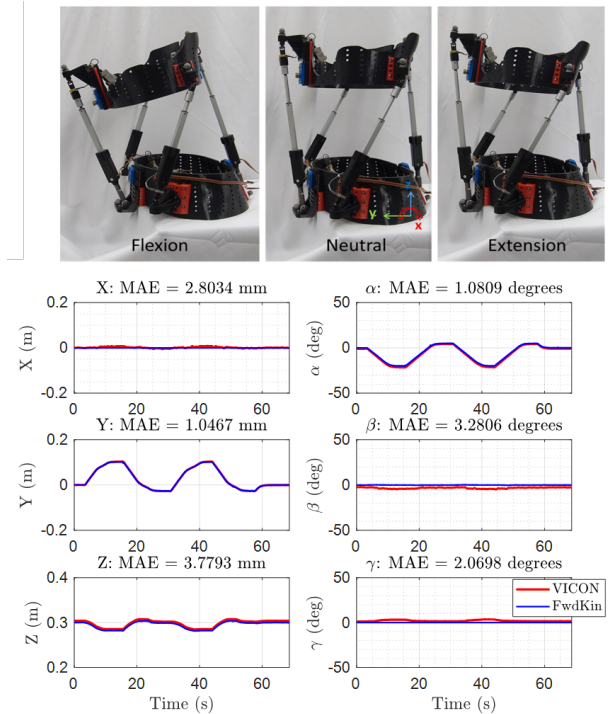 Flexion
Neutral
Extension
z
y
x
X: MAE = 2.8034 mm
0.2
0
-0.2
X (m)
0 20 40 60
α: MAE = 1.0809 degrees
50
0
-50
α (deg)
0 20 40 60
Y: MAE = 1.0467 mm
0.2
0
-0.2
Y (m)
0 20 40 60
β: MAE = 3.2806 degrees
50
0
-50
β (deg)
0 20 40 60
Z: MAE = 3.7793 mm
0.4
0.3
0.2
Z (m)
0 20 40 60
Time (s)
γ: MAE = 2.0698 degrees
50
0
-50
γ (deg)
0 20 40 60
Time (s)
VICON
FwdKin